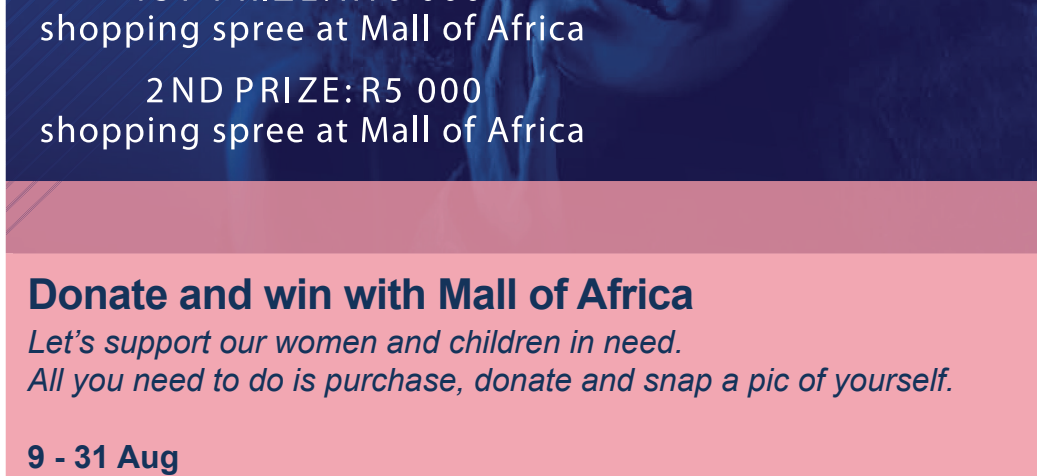 shopping spree at Mall of Africa
2ND PRIZE: R5 000
shopping spree at Mall of Africa
Donate and win with Mall of Africa
Let’s support our women and children in need.
All you need to do is purchase, donate and snap a pic of yourself.
9 - 31 Aug